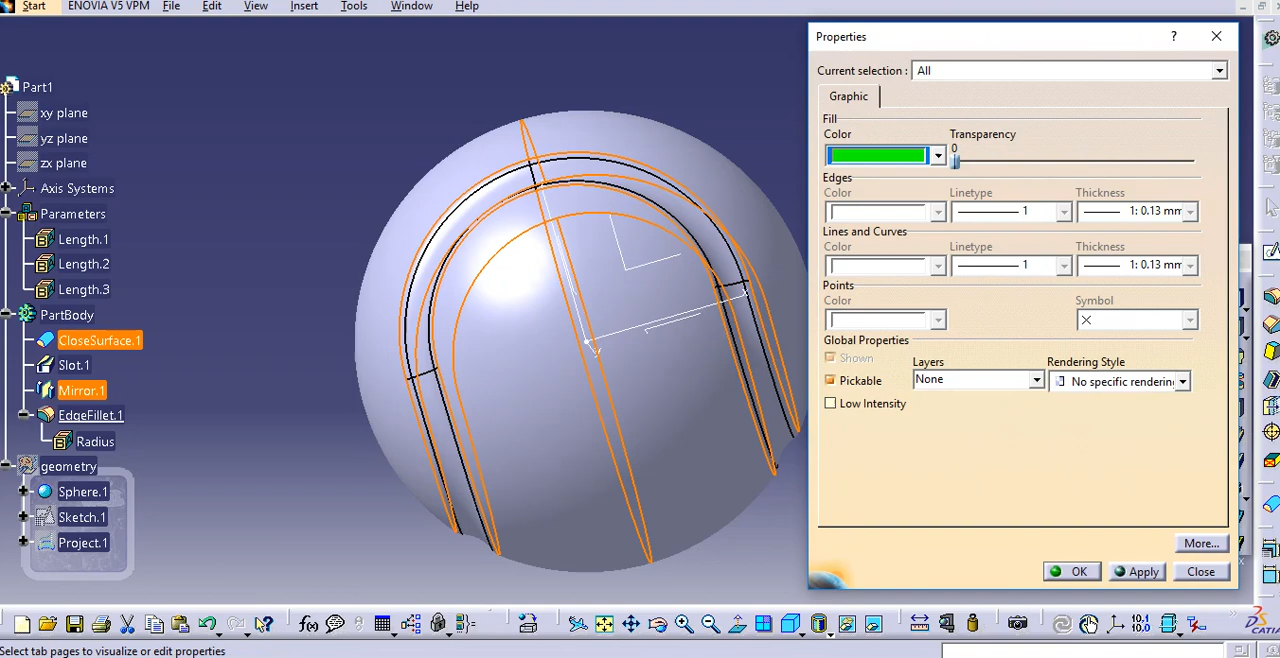 Start ENOVIA V5 VPM File Edit View Insert Tools Window Help
Properties ? 
Current selection : All
Graphic
Fill
Color Transparency
0
Edges
Color Linetype Thickness
1 1: 0.13 mm
Lines and Curves
Color Linetype Thickness
1 1: 0.13 mm
Points
Color Symbol
Global Properties
Shown Layers Rendering Style
Pickable None No specific renderin
Low Intensity
More...
OK Apply Close
Part1
xy plane
yz plane
zx plane
Axis Systems
Parameters
Length.1
Length.2
Length.3
PartBody
CloseSurface.1
Slot.1
Mirror.1
EdgeFillet.1
Radius
geometry
Sphere.1
Sketch.1
Project.1
f(x) 10.1
10.0
CATIA
Select tab pages to visualize or edit properties